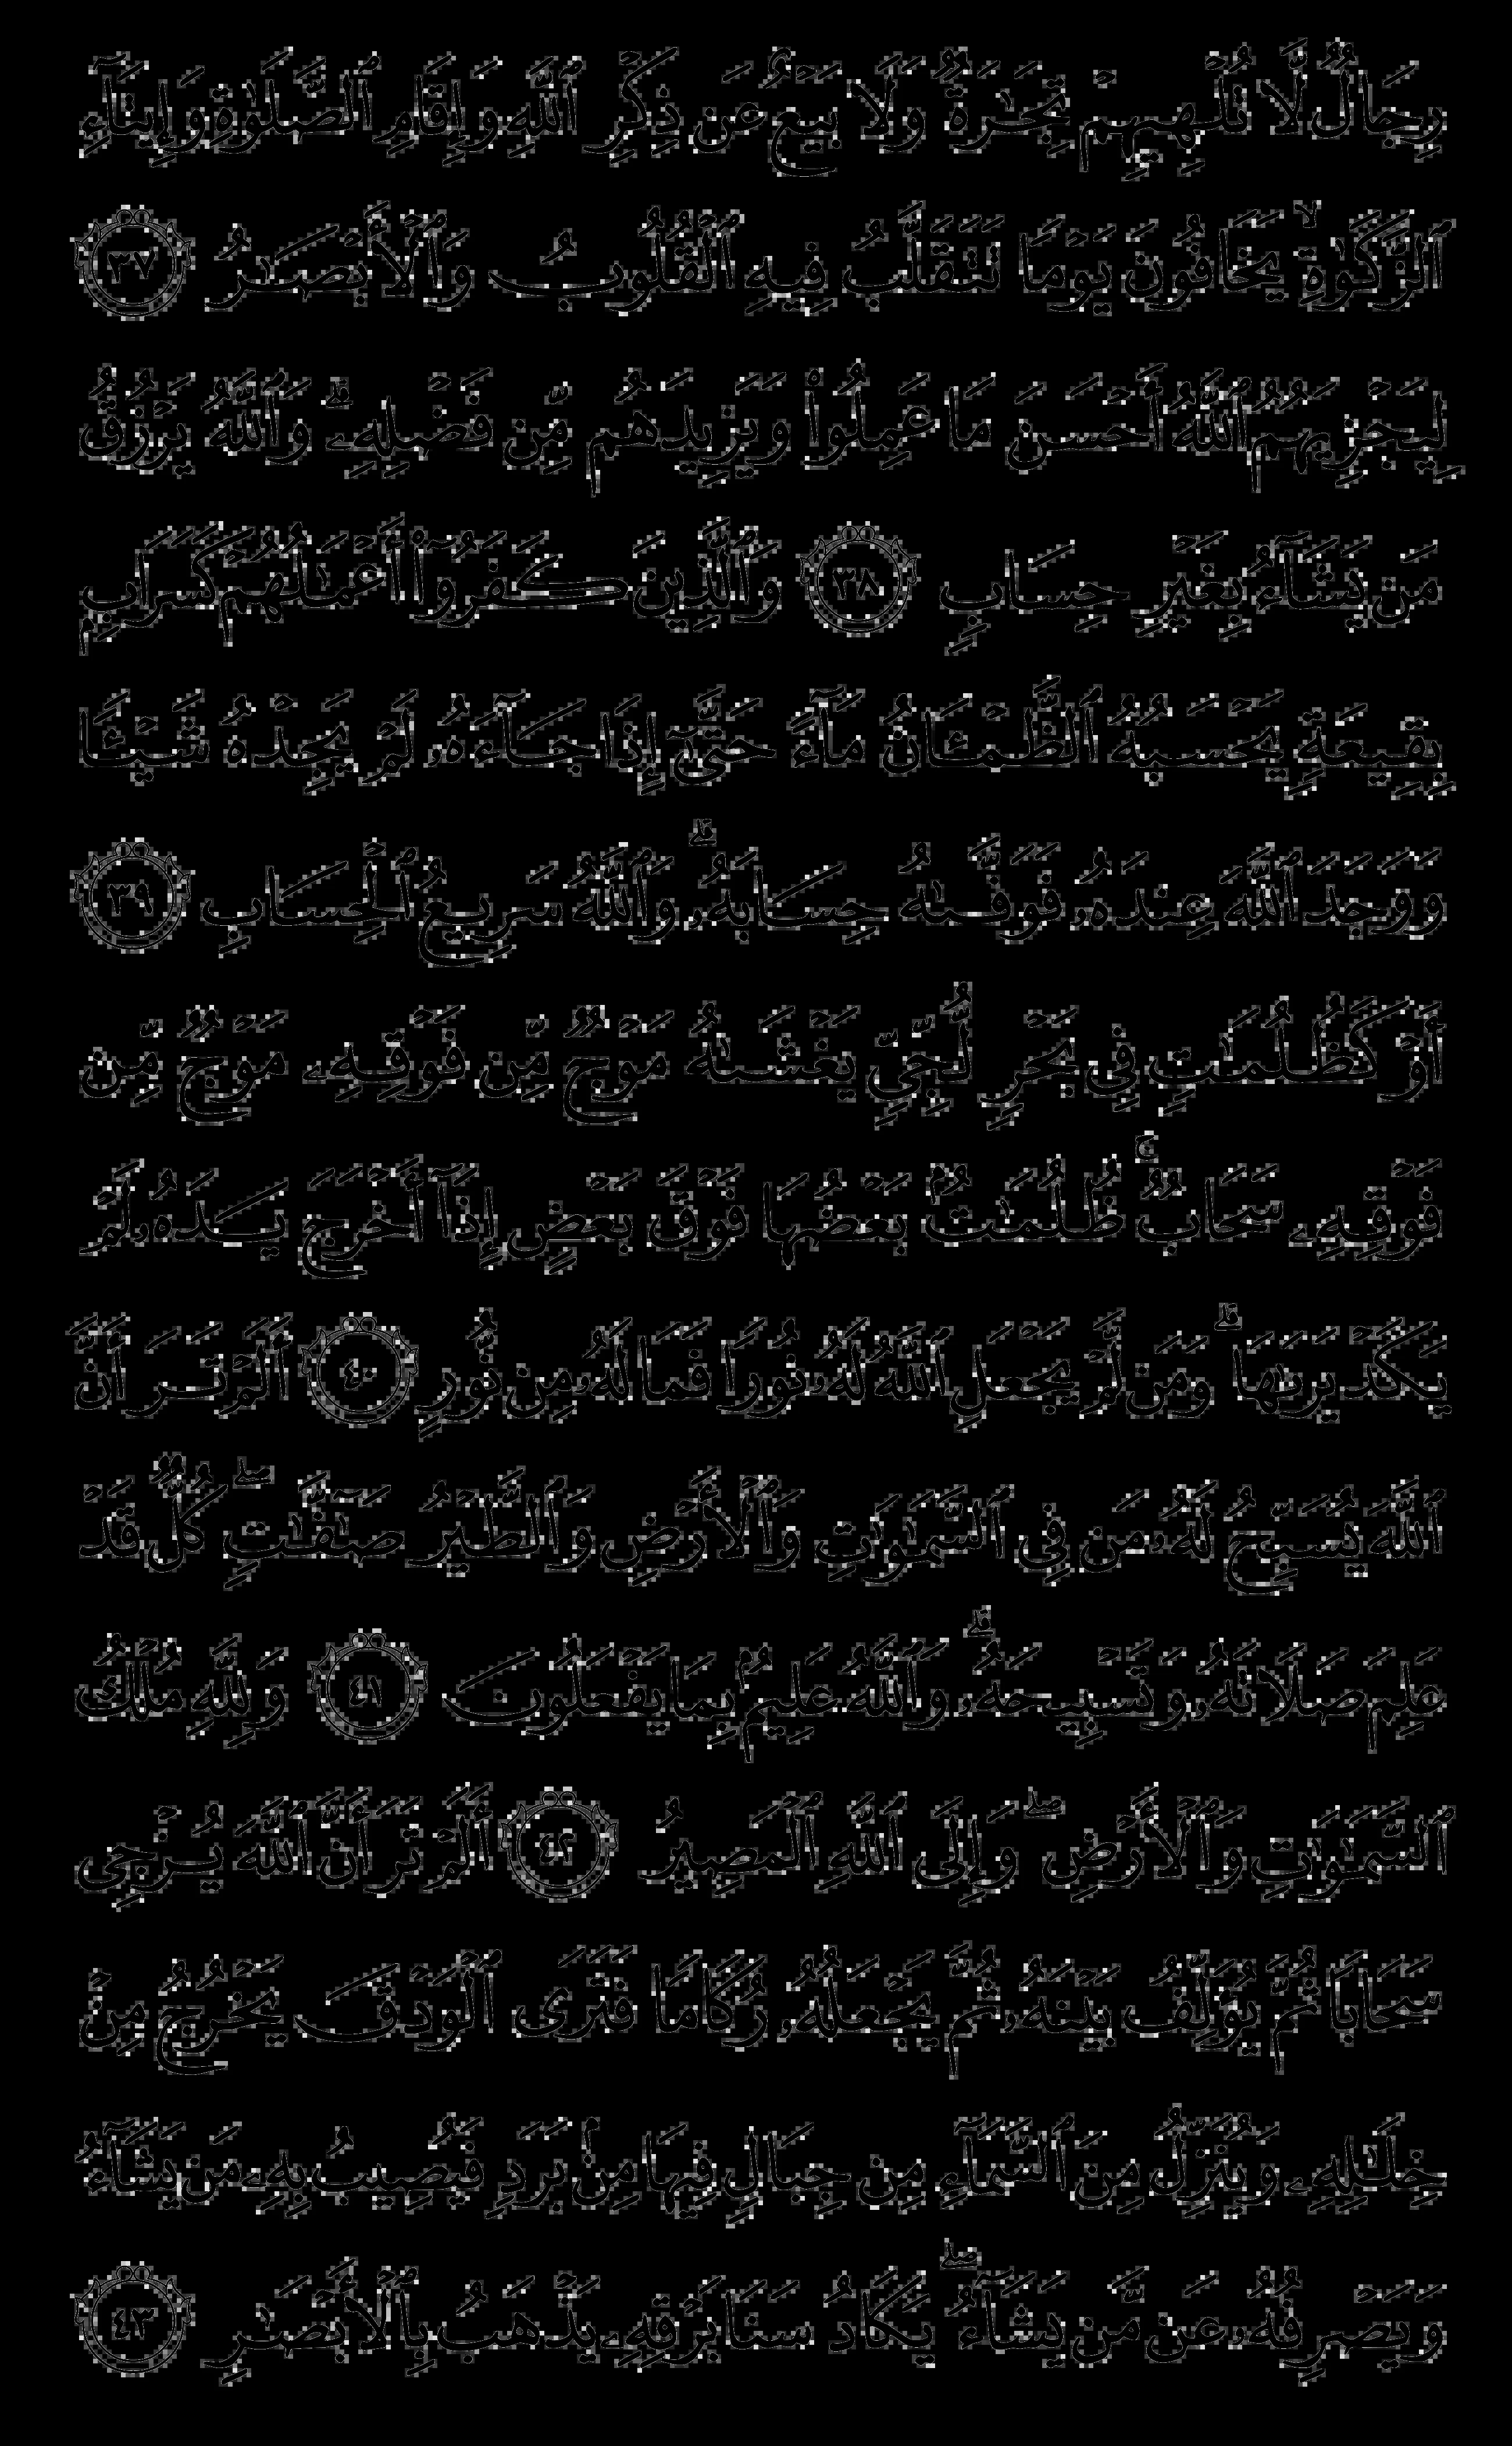 رِجَالٌ لَّا تُلْهِيهِمْ تِجَٰرَةٌ وَلَا بَيْعٌ عَن ذِكْرِ ٱللَّهِ وَإِقَامِ ٱلصَّلَوٰةِ وَإِيتَآءِ
ٱلزَّكَوٰةِ ۙ يَخَافُونَ يَوْمًا تَتَقَلَّبُ فِيهِ ٱلْقُلُوبُ وَٱلْأَبْصَٰرُ ٣٧
لِيَجْزِيَهُمُ ٱللَّهُ أَحْسَنَ مَا عَمِلُوا۟ وَيَزِيدَهُم مِّن فَضْلِهِۦ ۗ وَٱللَّهُ يَرْزُقُ
مَن يَشَآءُ بِغَيْرِ حِسَابٍ ٣٨ وَٱلَّذِينَ كَفَرُوٓا۟ أَعْمَٰلُهُمْ كَسَرَابٍۭ
بِقِيعَةٍ يَحْسَبُهُ ٱلظَّمْـَٔانُ مَآءً حَتَّىٰٓ إِذَا جَآءَهُۥ لَمْ يَجِدْهُ شَيْـًٔا
وَوَجَدَ ٱللَّهَ عِندَهُۥ فَوَفَّىٰهُ حِسَابَهُۥ ۗ وَٱللَّهُ سَرِيعُ ٱلْحِسَابِ ٣٩
أَوْ كَظُلُمَٰتٍ فِى بَحْرٍ لُّجِّىٍّ يَغْشَىٰهُ مَوْجٌ مِّن فَوْقِهِۦ مَوْجٌ مِّن
فَوْقِهِۦ سَحَابٌ ۚ ظُلُمَٰتٌۢ بَعْضُهَا فَوْقَ بَعْضٍ إِذَآ أَخْرَجَ يَدَهُۥ لَمْ
يَكَدْ يَرَىٰهَا ۗ وَمَن لَّمْ يَجْعَلِ ٱللَّهُ لَهُۥ نُورًا فَمَا لَهُۥ مِن نُّورٍ ٤٠ أَلَمْ تَرَ أَنَّ
ٱللَّهَ يُسَبِّحُ لَهُۥ مَن فِى ٱلسَّمَٰوَٰتِ وَٱلْأَرْضِ وَٱلطَّيْرُ صَٰٓفَّٰتٍ ۖ كُلٌّ قَدْ
عَلِمَ صَلَاتَهُۥ وَتَسْبِيحَهُۥ ۗ وَٱللَّهُ عَلِيمٌۢ بِمَا يَفْعَلُونَ ٤١ وَلِلَّهِ مُلْكُ
ٱلسَّمَٰوَٰتِ وَٱلْأَرْضِ ۖ وَإِلَى ٱللَّهِ ٱلْمَصِيرُ ٤٢ أَلَمْ تَرَ أَنَّ ٱللَّهَ يُزْجِى
سَحَابًا ثُمَّ يُؤَلِّفُ بَيْنَهُۥ ثُمَّ يَجْعَلُهُۥ رُكَامًا فَتَرَى ٱلْوَدْقَ يَخْرُجُ مِنْ
خِلَٰلِهِۦ وَيُنَزِّلُ مِنَ ٱلسَّمَآءِ مِن جِبَالٍ فِيهَا مِنۢ بَرَدٍ فَيُصِيبُ بِهِۦ مَن يَشَآءُ
وَيَصْرِفُهُۥ عَن مَّن يَشَآءُ ۖ يَكَادُ سَنَا بَرْقِهِۦ يَذْهَبُ بِٱلْأَبْصَٰرِ ٤٣